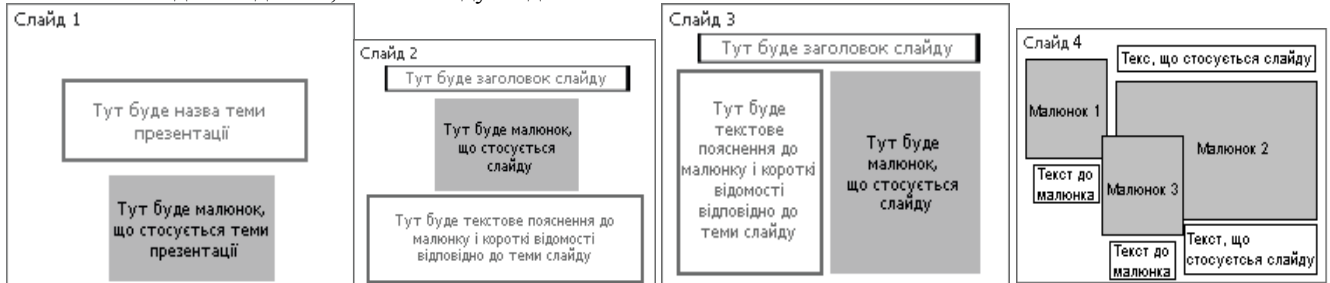 Слайд 1
Тут буде назва теми
презентації
Тут буде малюнок,
що стосується теми
презентації
Слайд 2
Тут буде заголовок слайду
Тут буде малюнок,
що стосується
слайду
Тут буде текстове пояснення до
малюнку і короткі відомості
відповідно до теми слайду
Слайд 3
Тут буде заголовок слайду
Тут буде
текстове
пояснення до
малюнку і короткі
відомості
відповідно до
теми слайду
Тут буде
малюнок,
що стосується
слайду
Слайд 4
Текс, що стосується слайду
Малюнок 1
Малюнок 2
Текст до
малюнка
Малюнок 3
Текст до
малюнка
Текст, що
стосуєтсья слайду